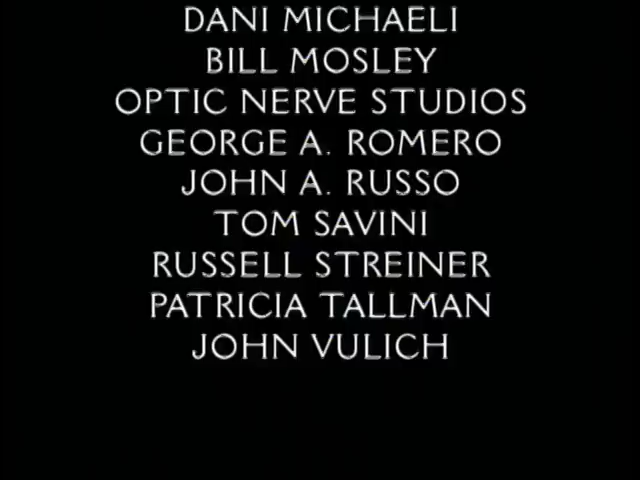 DANI MICHAELI
BILL MOSLEY
OPTIC NERVE STUDIOS
GEORGE A. ROMERO
JOHN A. RUSSO
TOM SAVINI
RUSSELL STREINER
PATRICIA TALLMAN
JOHN VULICH